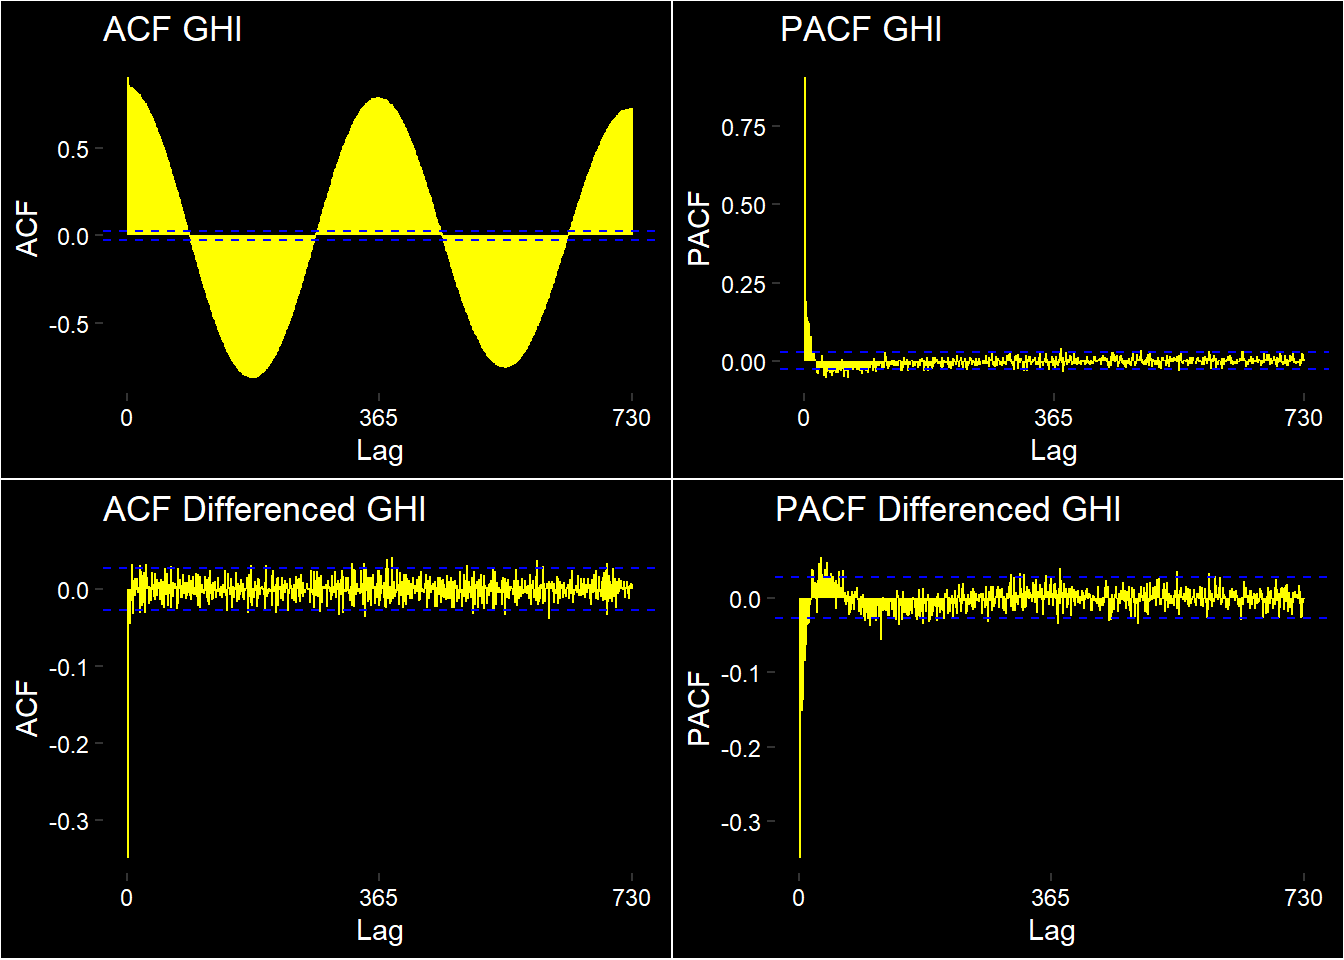 ACF GHI
ACF
0.5
0.0
-0.5
0 365 730
Lag
PACF GHI
PACF
0.75
0.50
0.25
0.00
0 365 730
Lag
ACF Differenced GHI
ACF
0.0
-0.1
-0.2
-0.3
0 365 730
Lag
PACF Differenced GHI
PACF
0.0
-0.1
-0.2
-0.3
0 365 730
Lag